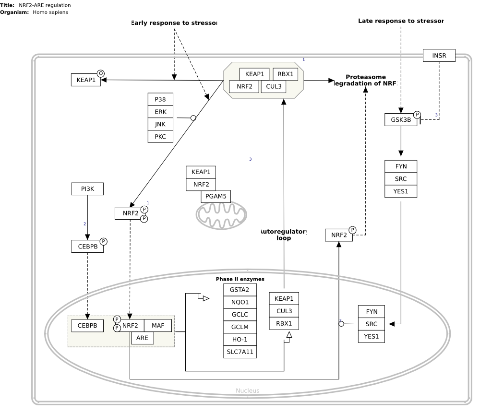 Title: NRF2-ARE regulation
Organism: Homo sapiens
Early response to stressor
Late response to stressor
INSR
KEAP1
P
KEAP1
RBX1
NRF2
CUL3
Proteasome
degradation of NRF
P38
ERK
JNK
PKC
GSK3B
P
FYN
SRC
YES1
KEAP1
NRF2
PGAM5
PI3K
NRF2
P
P
CEBPB
P
autoregulatory
loop
NRF2
P
Phase II enzymes
GSTA2
NQO1
GCLC
GCLM
HO-1
SLC7A11
KEAP1
CUL3
RBX1
FYN
SRC
YES1
CEBPB
P
P
NRF2
MAF
ARE
Nucleus